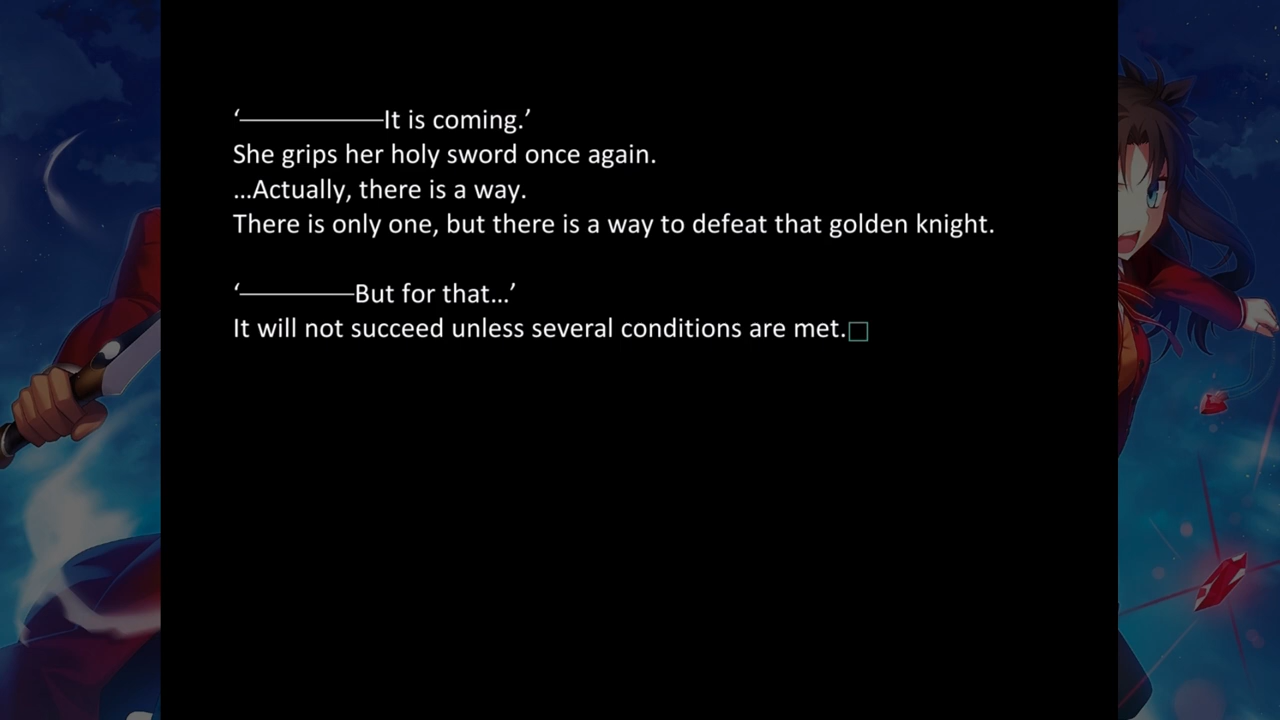 ‘—————It is coming.’
She grips her holy sword once again.
…Actually, there is a way.
There is only one, but there is a way to defeat that golden knight.
‘————But for that…’
It will not succeed unless several conditions are met.